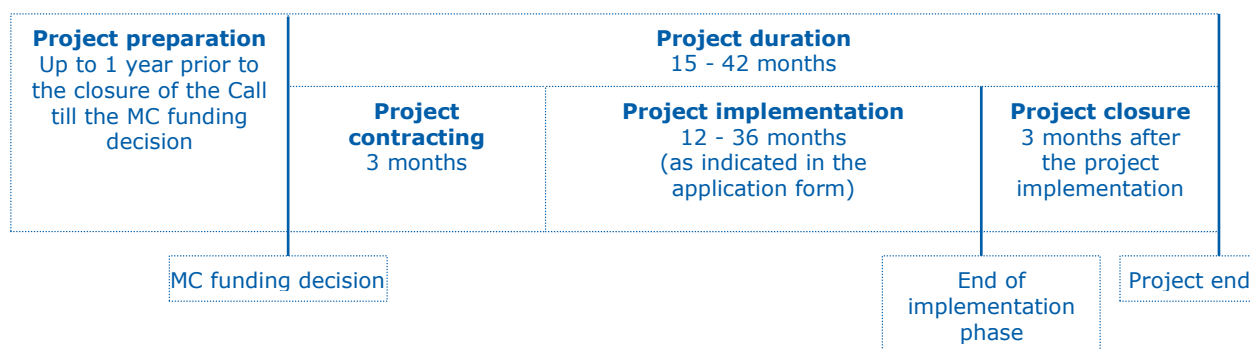 Project preparation
Up to 1 year prior to
the closure of the Call
till the MC funding
decision
Project duration
15 - 42 months
Project
contracting
3 months
Project implementation
12 - 36 months
(as indicated in the
application form)
Project closure
3 months after
the project
implementation
MC funding decision
End of
implementation
phase
Project end